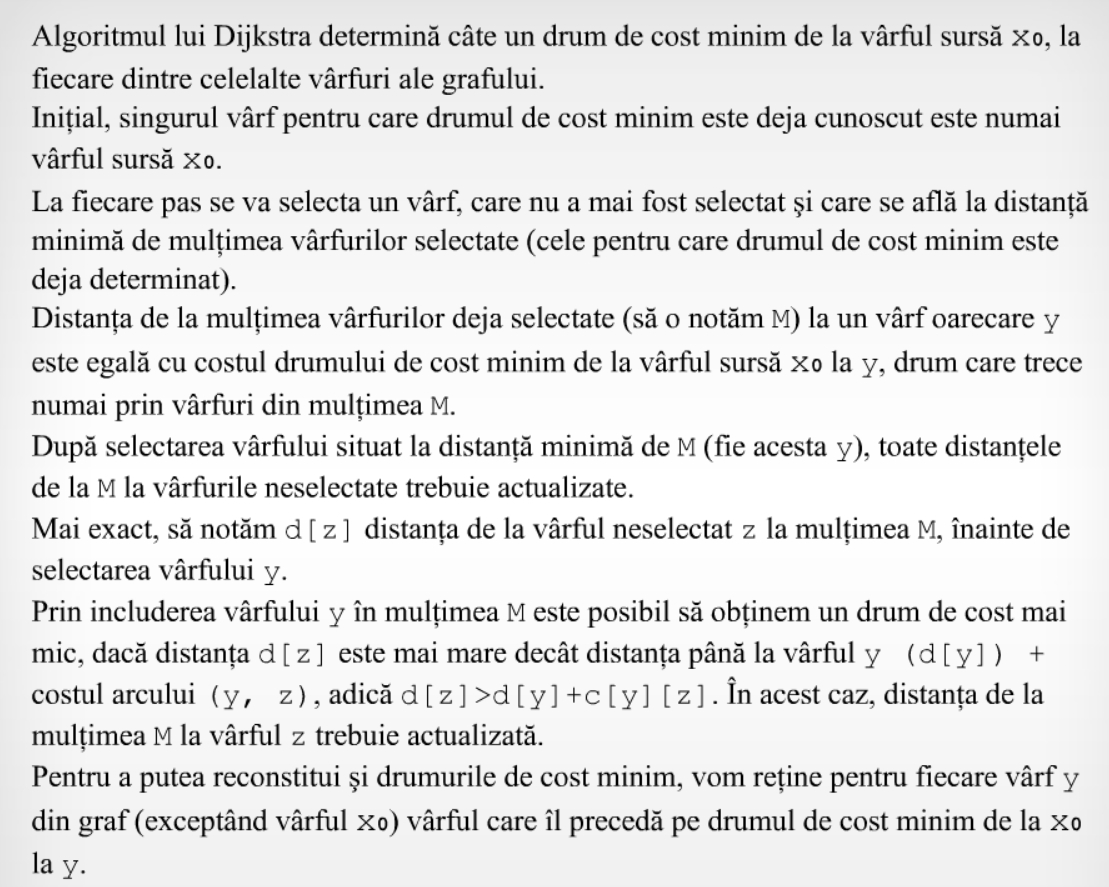 Algoritmul lui Dijkstra determină câte un drum de cost minim de la vârful sursă x0, la
fiecare dintre celelalte vârfuri ale grafului.
Inițial, singurul vârf pentru care drumul de cost minim este deja cunoscut este numai
vârful sursă x0.
La fiecare pas se va selecta un vârf, care nu a mai fost selectat şi care se află la distanță
minimă de mulțimea vârfurilor selectate (cele pentru care drumul de cost minim este
deja determinat).
Distanța de la mulțimea vârfurilor deja selectate (să o notăm M) la un vârf oarecare y
este egală cu costul drumului de cost minim de la vârful sursă x0 la y, drum care trece
numai prin vârfuri din mulțimea M.
După selectarea vârfului situat la distanță minimă de M (fie acesta y), toate distanțele
de la M la vârfurile neselectate trebuie actualizate.
Mai exact, să notăm d[z] distanța de la vârful neselectat z la mulțimea M, înainte de
selectarea vârfului y.
Prin includerea vârfului y în mulțimea M este posibil să obținem un drum de cost mai
mic, dacă distanța d[z] este mai mare decât distanța până la vârful y (d[y]) +
costul arcului (y, z), adică d[z]>d[y]+c[y][z]. În acest caz, distanța de la
mulțimea M la vârful z trebuie actualizată.
Pentru a putea reconstitui şi drumurile de cost minim, vom reține pentru fiecare vârf y
din graf (exceptând vârful x0) vârful care îl precedă pe drumul de cost minim de la x0
la y.